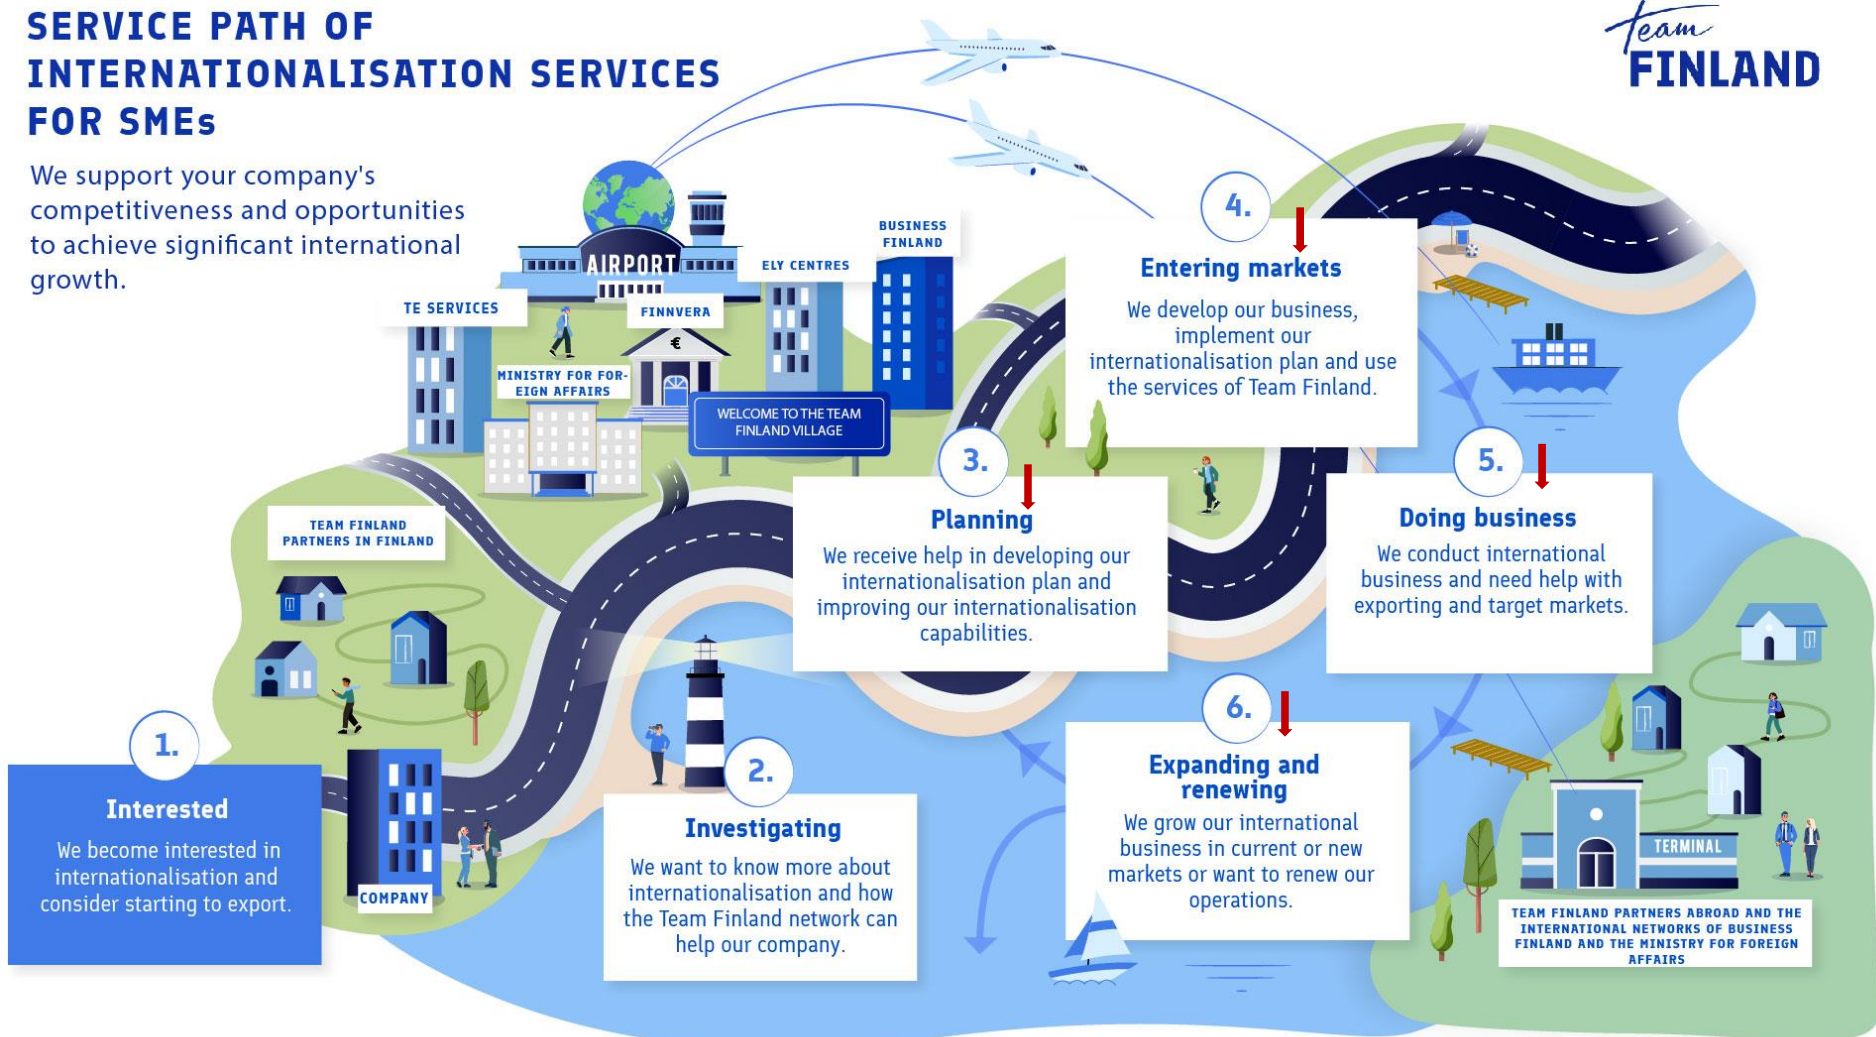 SERVICE PATH OF
INTERNATIONALISATION SERVICES
FOR SMEs
We support your company's
competitiveness and opportunities
to achieve significant international
growth.
Team
FINLAND
AIRPORT
BUSINESS
FINLAND
ELY CENTRES
TE SERVICES
FINNVERA
€
MINISTRY FOR FOR-
EIGN AFFAIRS
WELCOME TO THE TEAM
FINLAND VILLAGE
TEAM FINLAND
PARTNERS IN FINLAND
1.
Interested
We become interested in
internationalisation and
consider starting to export.
COMPANY
2.
Investigating
We want to know more about
internationalisation and how
the Team Finland network can
help our company.
3.
Planning
We receive help in developing our
internationalisation plan and
improving our internationalisation
capabilities.
4.
Entering markets
We develop our business,
implement our
internationalisation plan and use
the services of Team Finland.
5.
Doing business
We conduct international
business and need help with
exporting and target markets.
6.
Expanding and
renewing
We grow our international
business in current or new
markets or want to renew our
operations.
TERMINAL
TEAM FINLAND PARTNERS ABROAD AND THE
INTERNATIONAL NETWORKS OF BUSINESS
FINLAND AND THE MINISTRY FOR FOREIGN
AFFAIRS